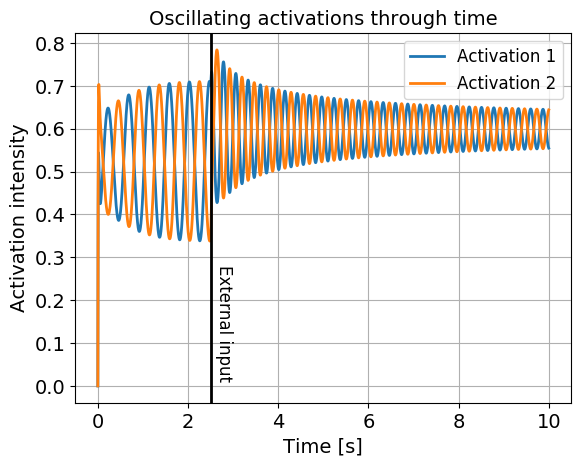 Oscillating activations through time
Activation 1
Activation 2
Activation intensity
0.8
0.7
0.6
0.5
0.4
0.3
0.2
0.1
0.0
External input
0 2 4 6 8 10
Time [s]